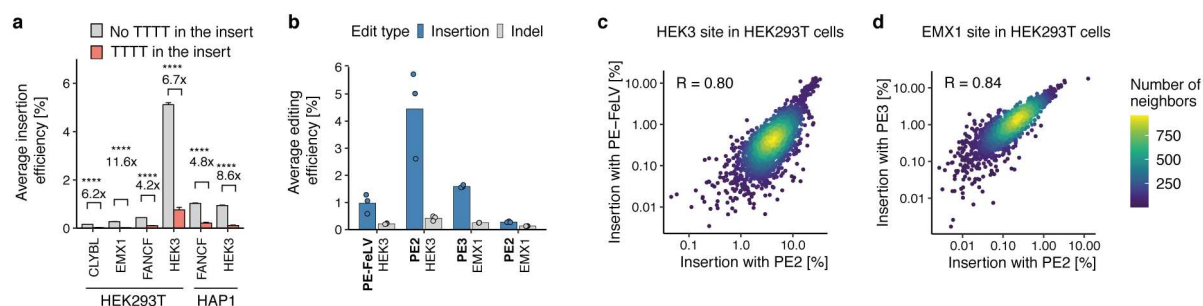 a
No TTTT in the insert
TTTT in the insert
Average insertion
efficiency [%]
6
4
2
0
****
6.2x
****
11.6x
****
4.2x
****
6.7x
****
4.8x
****
8.6x
CLYBL
EMX1
FANCF
HEK3
FANCF
HEK3
HEK293T
HAP1
b
Edit type
Insertion
Indel
Average editing
efficiency [%]
6
5
4
3
2
1
0
PE-FeLV
HEK3
PE2
HEK3
PE3
EMX1
PE2
EMX1
c
HEK3 site in HEK293T cells
R = 0.80
Insertion with PE−FeLV [%]
10.00
1.00
0.10
0.01
0.1
1.0
10.0
Insertion with PE2 [%]
d
EMX1 site in HEK293T cells
R = 0.84
Insertion with PE3 [%]
10.00
1.00
0.10
0.01
0.01
0.10
1.00
10.00
Insertion with PE2 [%]
Number of
neighbors
750
500
250